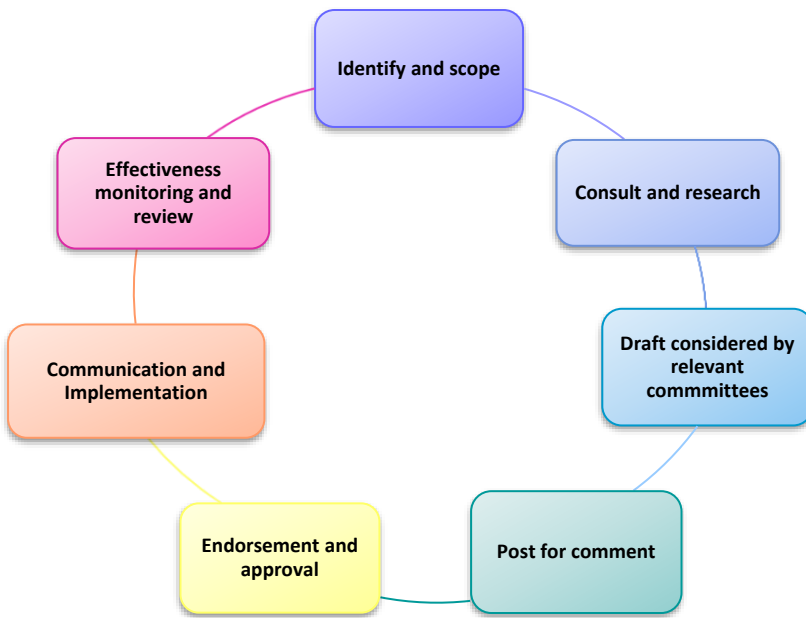 Identify and scope
Consult and research
Draft considered by
relevant
commmittees
Post for comment
Endorsement and
approval
Communication and
Implementation
Effectiveness
monitoring and
review